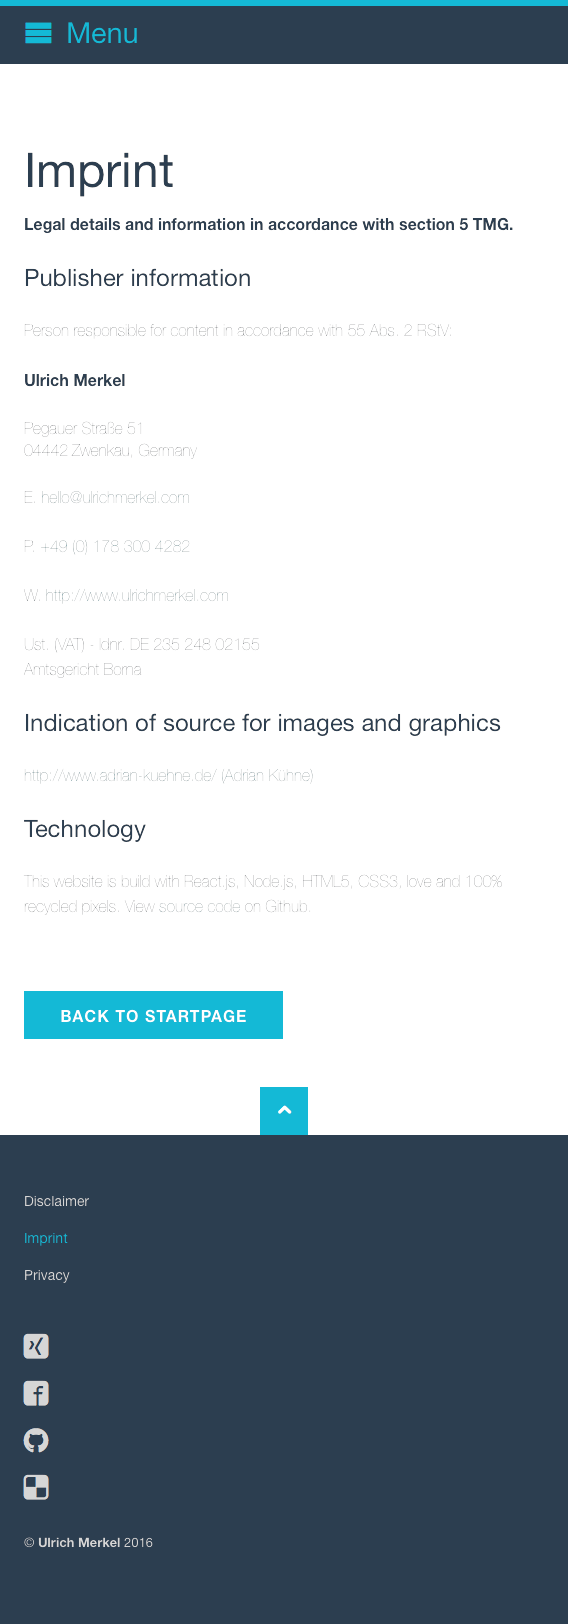 Menu
Imprint
Legal details and information in accordance with section 5 TMG.
Publisher information
Person responsible for content in accordance with 55 Abs. 2 RStV:
Ulrich Merkel
Pegauer Straße 51
04442 Zwenkau, Germany
E. hello@ulrichmerkel.com
P. +49 (0) 178 300 4282
W. http://www.ulrichmerkel.com
Ust. (VAT) - Idnr. DE 235 248 02155
Amtsgericht Borna
Indication of source for images and graphics
http://www.adrian-kuehne.de/ (Adrian Kühne)
Technology
This website is build with React.js, Node.js, HTML5, CSS3, love and 100%
recycled pixels. View source code on Github.
BACK TO STARTPAGE
Disclaimer
Imprint
Privacy
© Ulrich Merkel 2016